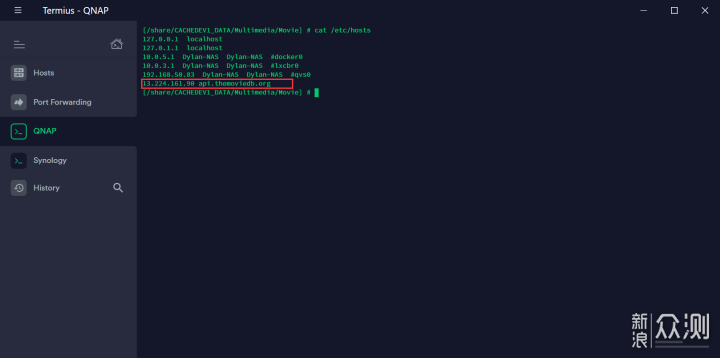 Termius - QNAP
Hosts
Port Forwarding
QNAP
Synology
History
[/share/CACHEDEV1_DATA/Multimedia/Movie] # cat /etc/hosts
127.0.0.1 localhost
127.0.1.1 localhost
10.0.5.1 Dylan-NAS Dylan-NAS #docker0
10.0.3.1 Dylan-NAS Dylan-NAS #lxcbr0
192.168.50.83 Dylan-NAS Dylan-NAS #qvs0
13.224.161.90 api.themoviedb.org
[/share/CACHEDEV1_DATA/Multimedia/Movie] #
新浪 众测